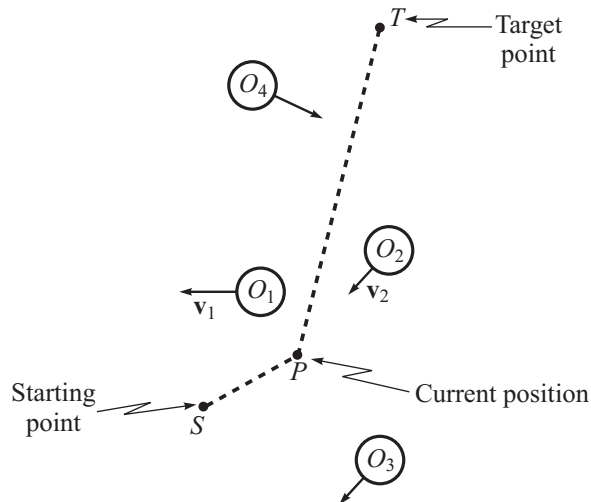 T
Target
point
O4
O2
v2
O1
v1
P
Starting
point
S
Current position
O3